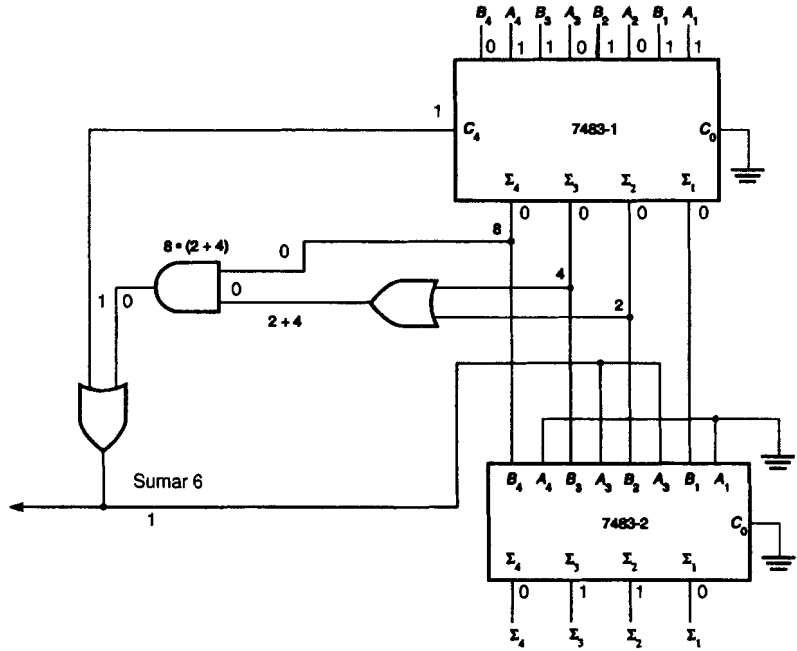 B4 A4 B3 A3 B2 A2 B1 A1
0 1 1 0 1 0 1 1
1
C4 7483-1 C0
Σ4 Σ3 Σ2 Σ1
0 0 0 0
8
8 • (2 + 4) 0
4
1 0 0
2
2 + 4
Sumar 6
1
B4 A4 B3 A3 B2 A3 B1 A1
7483-2 C0
Σ4 Σ3 Σ2 Σ1
0 1 1 0
Σ4 Σ3 Σ2 Σ1